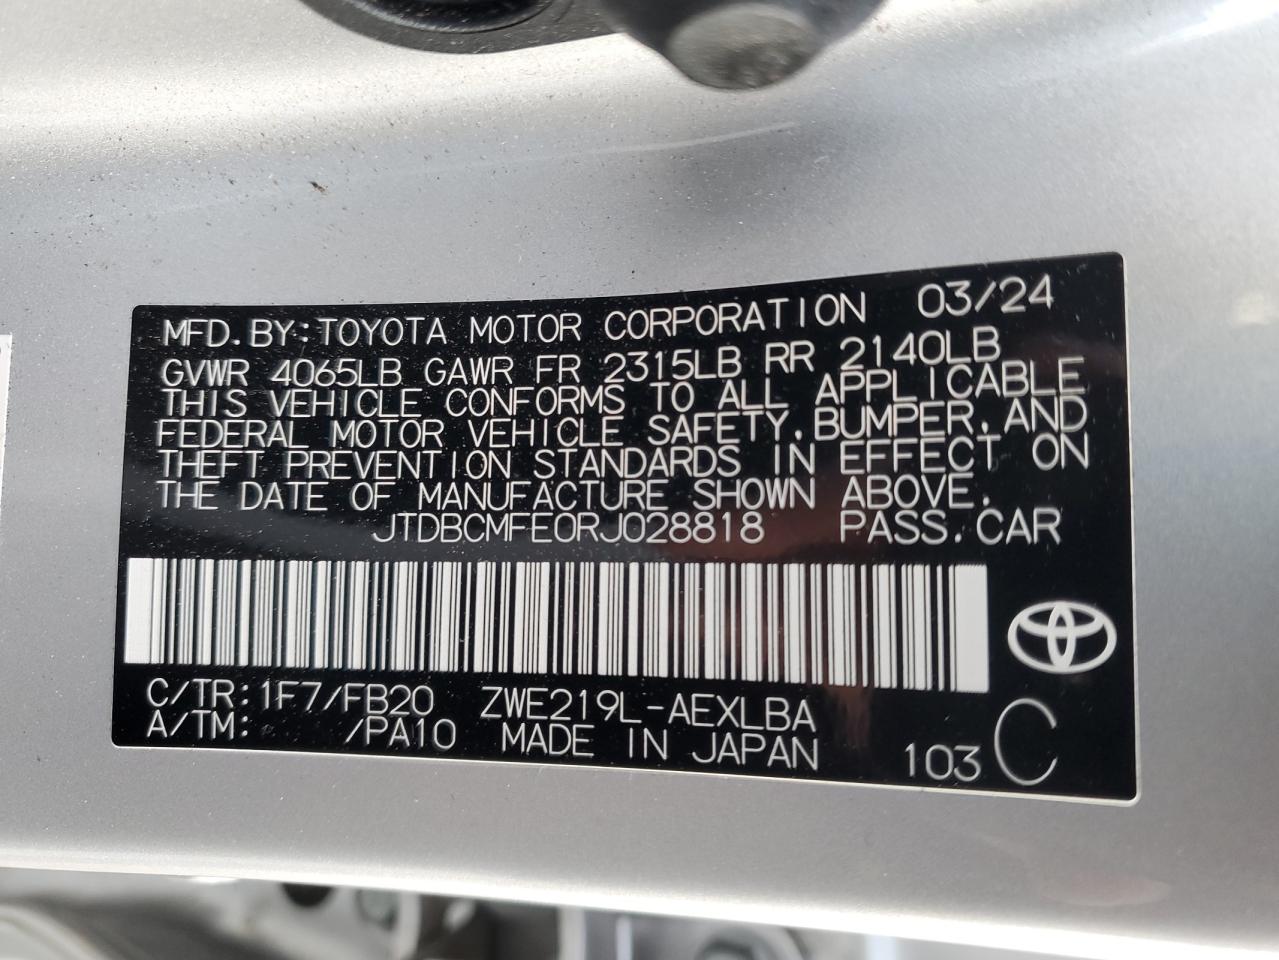 MFD. BY: TOYOTA MOTOR CORPORATION 03/24
GVWR 4065LB GAWR FR 2315LB RR 2140LB
THIS VEHICLE CONFORMS TO ALL APPLICABLE
FEDERAL MOTOR VEHICLE SAFETY, BUMPER, AND
THEFT PREVENTION STANDARDS IN EFFECT ON
THE DATE OF MANUFACTURE SHOWN ABOVE.
JTDBCMFE0RJ028818 PASS. CAR
C/TR: 1F7/FB20 ZWE219L-AEXLBA
A/TM: /PA10 MADE IN JAPAN 103 C